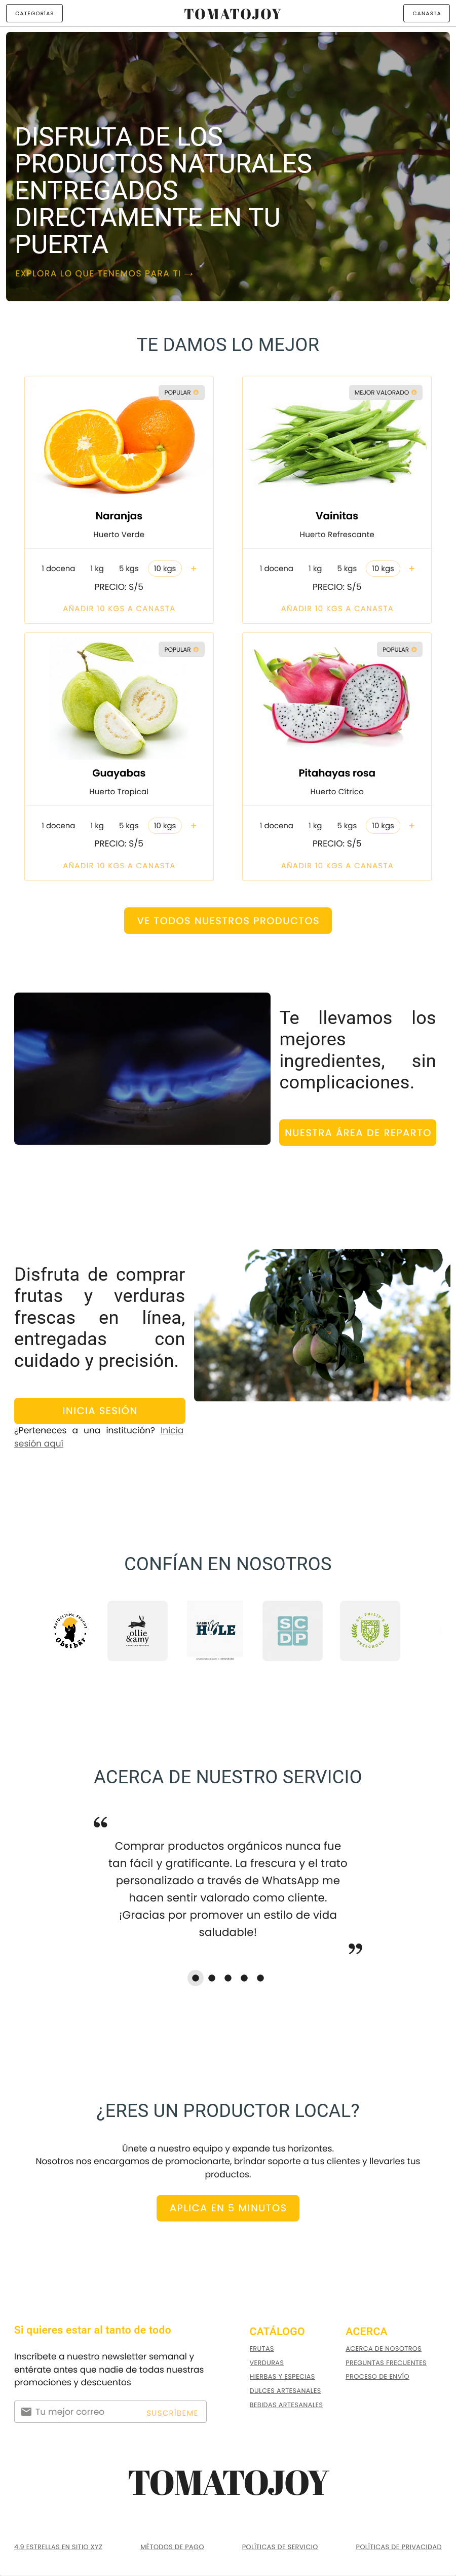 CATEGORÍAS
TOMATOJOY
CANASTA
DISFRUTA DE LOS
PRODUCTOS NATURALES
ENTREGADOS
DIRECTAMENTE EN TU
PUERTA
EXPLORA LO QUE TENEMOS PARA TI →
TE DAMOS LO MEJOR
POPULAR
Naranjas
Huerto Verde
1 docena 1 kg 5 kgs 10 kgs +
PRECIO: S/5
AÑADIR 10 KGS A CANASTA
MEJOR VALORADO
Vainitas
Huerto Refrescante
1 docena 1 kg 5 kgs 10 kgs +
PRECIO: S/5
AÑADIR 10 KGS A CANASTA
POPULAR
Guayabas
Huerto Tropical
1 docena 1 kg 5 kgs 10 kgs +
PRECIO: S/5
AÑADIR 10 KGS A CANASTA
POPULAR
Pitahayas rosa
Huerto Cítrico
1 docena 1 kg 5 kgs 10 kgs +
PRECIO: S/5
AÑADIR 10 KGS A CANASTA
VE TODOS NUESTROS PRODUCTOS
Te llevamos los
mejores
ingredientes, sin
complicaciones.
NUESTRA ÁREA DE REPARTO
Disfruta de comprar
frutas y verduras
frescas en línea,
entregadas con
cuidado y precisión.
INICIA SESIÓN
¿Perteneces a una institución? Inicia
sesión aquí
CONFÍAN EN NOSOTROS
Obstbär
ollie
&amy
RABBIT
HOLE
SC
DP
ST. PHILIP'S
PRESCHOOL
ACERCA DE NUESTRO SERVICIO
“
Comprar productos orgánicos nunca fue
tan fácil y gratificante. La frescura y el trato
personalizado a través de WhatsApp me
hacen sentir valorado como cliente.
¡Gracias por promover un estilo de vida
saludable!
”
¿ERES UN PRODUCTOR LOCAL?
Únete a nuestro equipo y expande tus horizontes.
Nosotros nos encargamos de promocionarte, brindar soporte a tus clientes y llevarles tus
productos.
APLICA EN 5 MINUTOS
Si quieres estar al tanto de todo
Inscríbete a nuestro newsletter semanal y
entérate antes que nadie de todas nuestras
promociones y descuentos
Tu mejor correo
SUSCRÍBEME
CATÁLOGO
FRUTAS
VERDURAS
HIERBAS Y ESPECIAS
DULCES ARTESANALES
BEBIDAS ARTESANALES
ACERCA
ACERCA DE NOSOTROS
PREGUNTAS FRECUENTES
PROCESO DE ENVÍO
TOMATOJOY
4.9 ESTRELLAS EN SITIO XYZ
MÉTODOS DE PAGO
POLÍTICAS DE SERVICIO
POLÍTICAS DE PRIVACIDAD